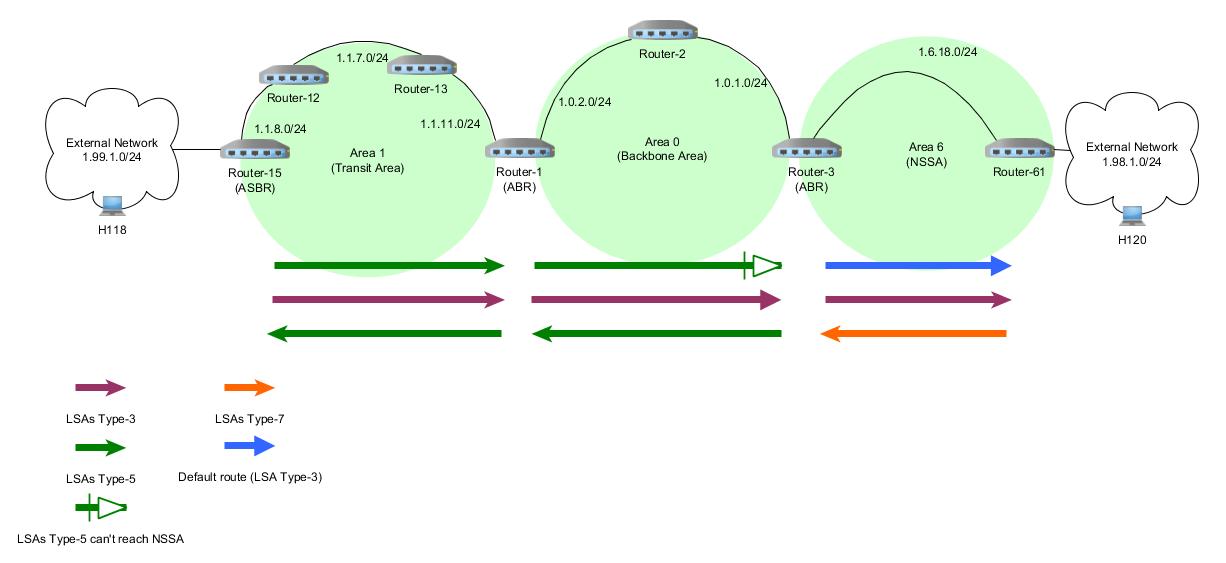 1.1.7.0/24
Router-12
Router-13
1.1.8.0/24
1.1.11.0/24
External Network
1.99.1.0/24
H118
Router-15
(ASBR)
Area 1
(Transit Area)
Router-1
(ABR)
Router-2
1.0.2.0/24
1.0.1.0/24
Area 0
(Backbone Area)
Router-3
(ABR)
1.6.18.0/24
Area 6
(NSSA)
Router-61
External Network
1.98.1.0/24
H120
LSAs Type-3
LSAs Type-7
LSAs Type-5
Default route (LSA Type-3)
LSAs Type-5 can't reach NSSA